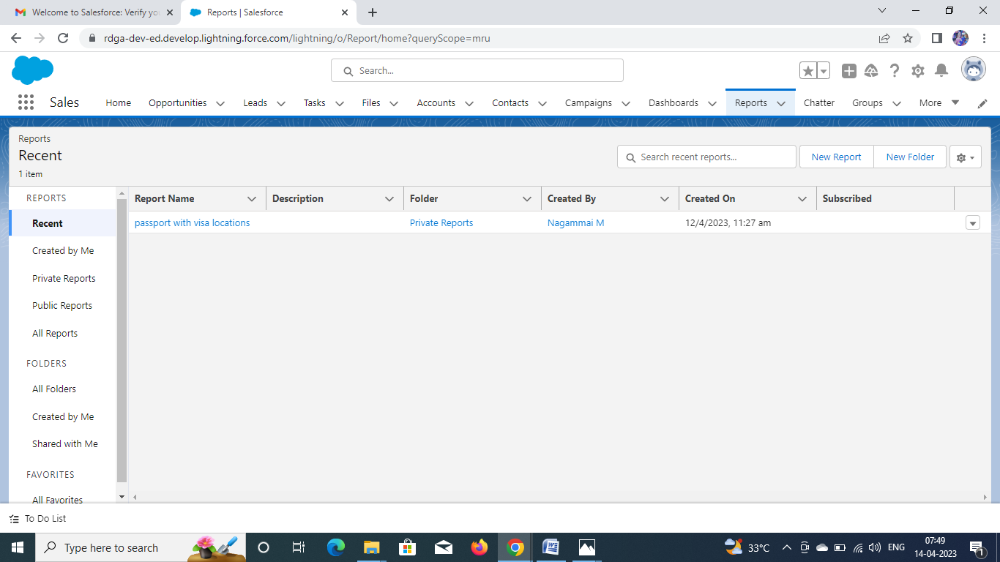 Welcome to Salesforce: Verify yo
Reports | Salesforce
rdga-dev-ed.develop.lightning.force.com/lightning/o/Report/home?queryScope=mru
Search...
Sales Home Opportunities Leads Tasks Files Accounts Contacts Campaigns Dashboards Reports Chatter Groups More
Reports
Recent
1 item
Search recent reports...
New Report
New Folder
REPORTS
Recent
Created by Me
Private Reports
Public Reports
All Reports
FOLDERS
All Folders
Created by Me
Shared with Me
FAVORITES
All Favorites
Report Name Description Folder Created By Created On Subscribed
passport with visa locations Private Reports Nagammai M 12/4/2023, 11:27 am
To Do List
Type here to search
33°C
ENG
07:49
14-04-2023
1